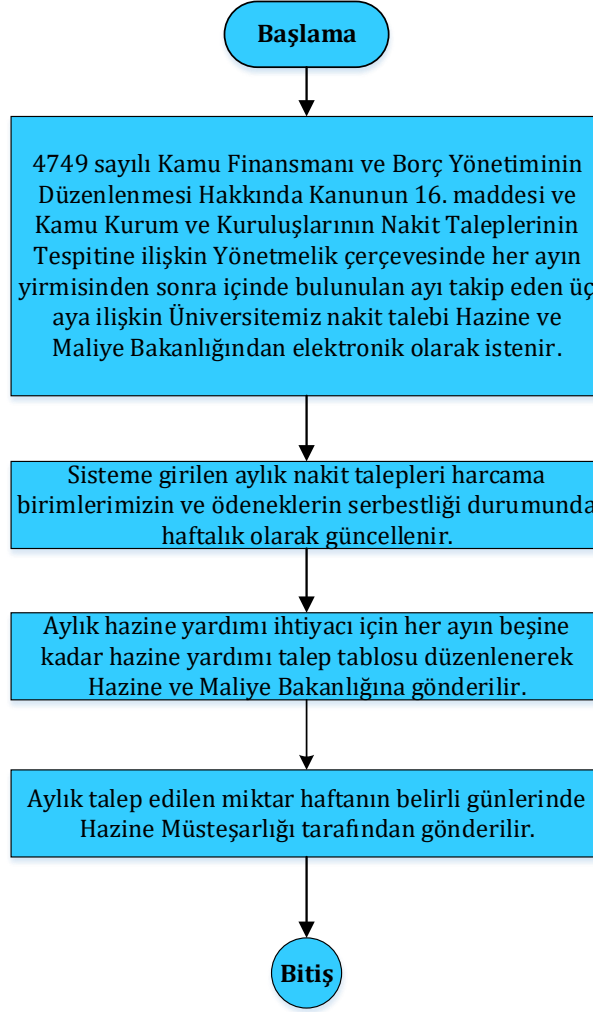 Başlama
4749 sayılı Kamu Finansmanı ve Borç Yönetiminin
Düzenlenmesi Hakkında Kanunun 16. maddesi ve
Kamu Kurum ve Kuruluşlarının Nakit Taleplerinin
Tespitine ilişkin Yönetmelik çerçevesinde her ayın
yirmisinden sonra içinde bulunulan ayı takip eden üç
aya ilişkin Üniversitemiz nakit talebi Hazine ve
Maliye Bakanlığından elektronik olarak istenir.
Sisteme girilen aylık nakit talepleri harcama
birimlerimizin ve ödeneklerin serbestliği durumunda
haftalık olarak güncellenir.
Aylık hazine yardımı ihtiyacı için her ayın beşine
kadar hazine yardımı talep tablosu düzenlenerek
Hazine ve Maliye Bakanlığına gönderilir.
Aylık talep edilen miktar haftanın belirli günlerinde
Hazine Müsteşarlığı tarafından gönderilir.
Bitiş